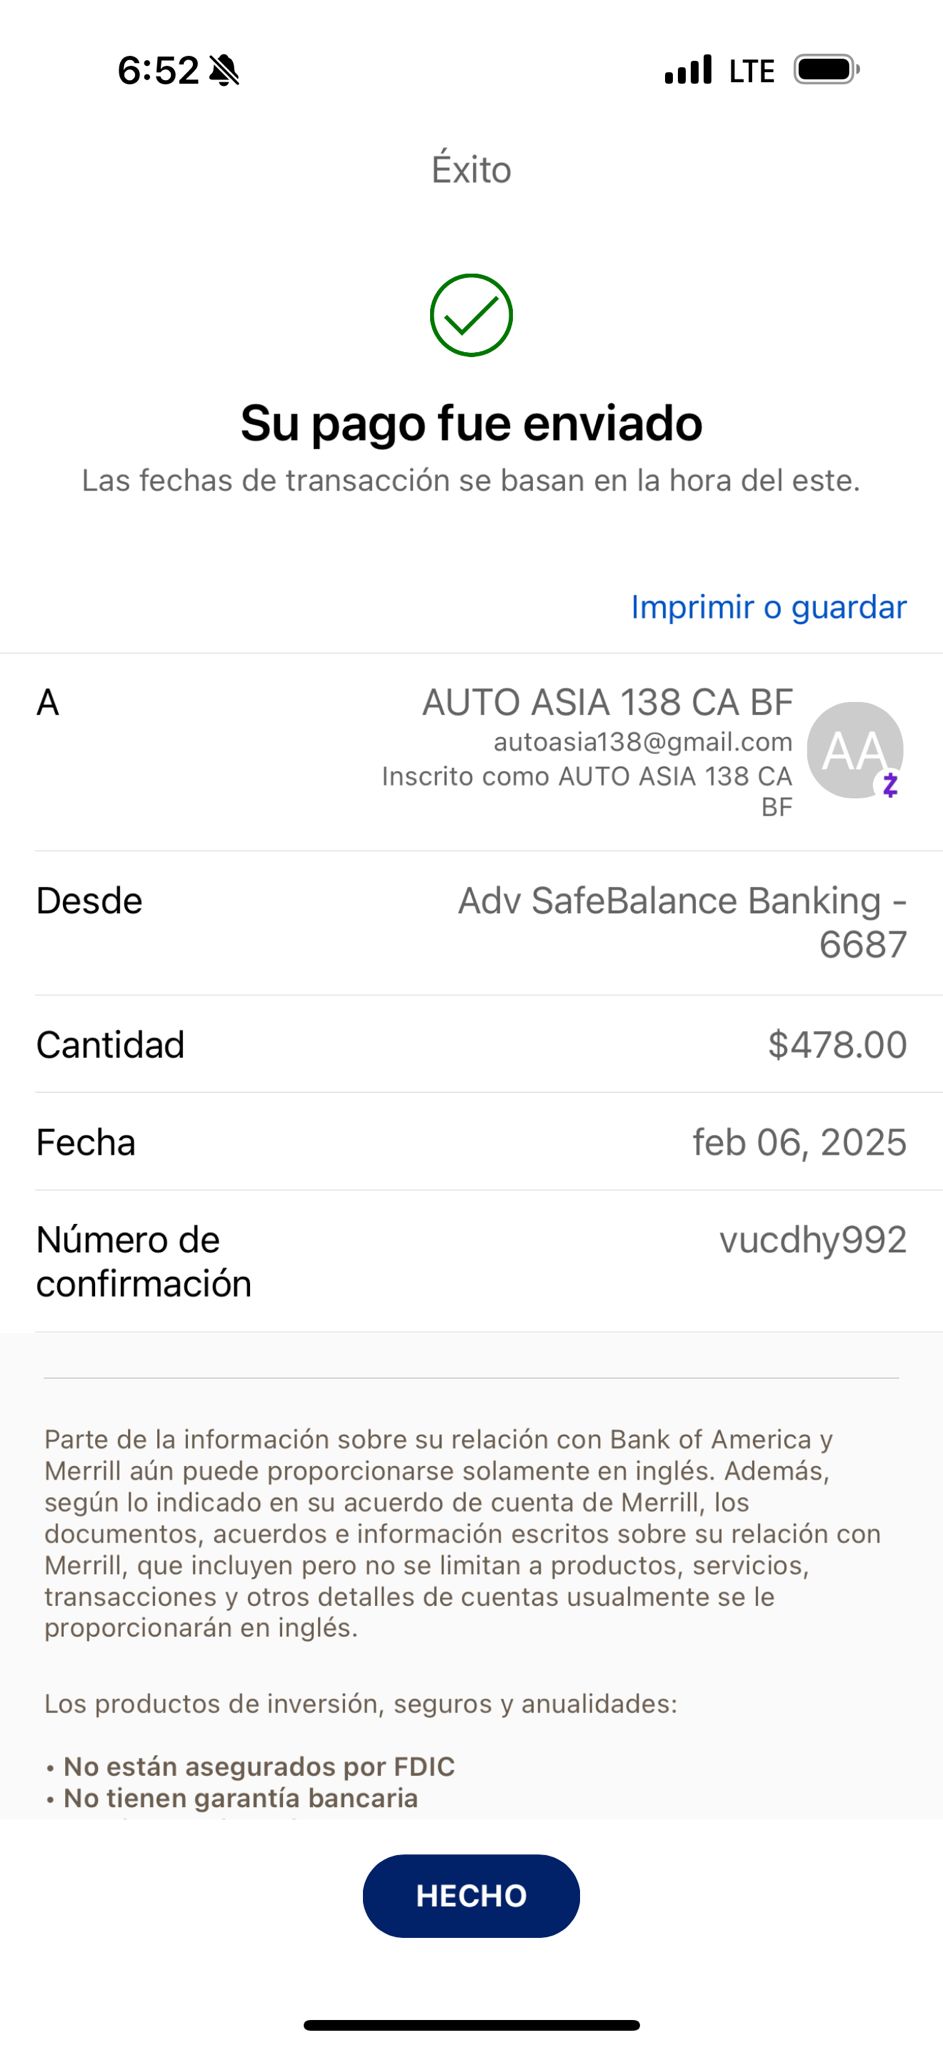 6:52
LTE
Éxito
Su pago fue enviado
Las fechas de transacción se basan en la hora del este.
Imprimir o guardar
A
AUTO ASIA 138 CA BF
autoasia138@gmail.com
Inscrito como AUTO ASIA 138 CA
BF
AA
Desde
Adv SafeBalance Banking -
6687
Cantidad
$478.00
Fecha
feb 06, 2025
Número de
confirmación
vucdhy992
Parte de la información sobre su relación con Bank of America y
Merrill aún puede proporcionarse solamente en inglés. Además,
según lo indicado en su acuerdo de cuenta de Merrill, los
documentos, acuerdos e información escritos sobre su relación con
Merrill, que incluyen pero no se limitan a productos, servicios,
transacciones y otros detalles de cuentas usualmente se le
proporcionarán en inglés.
Los productos de inversión, seguros y anualidades:
• No están asegurados por FDIC
• No tienen garantía bancaria
HECHO